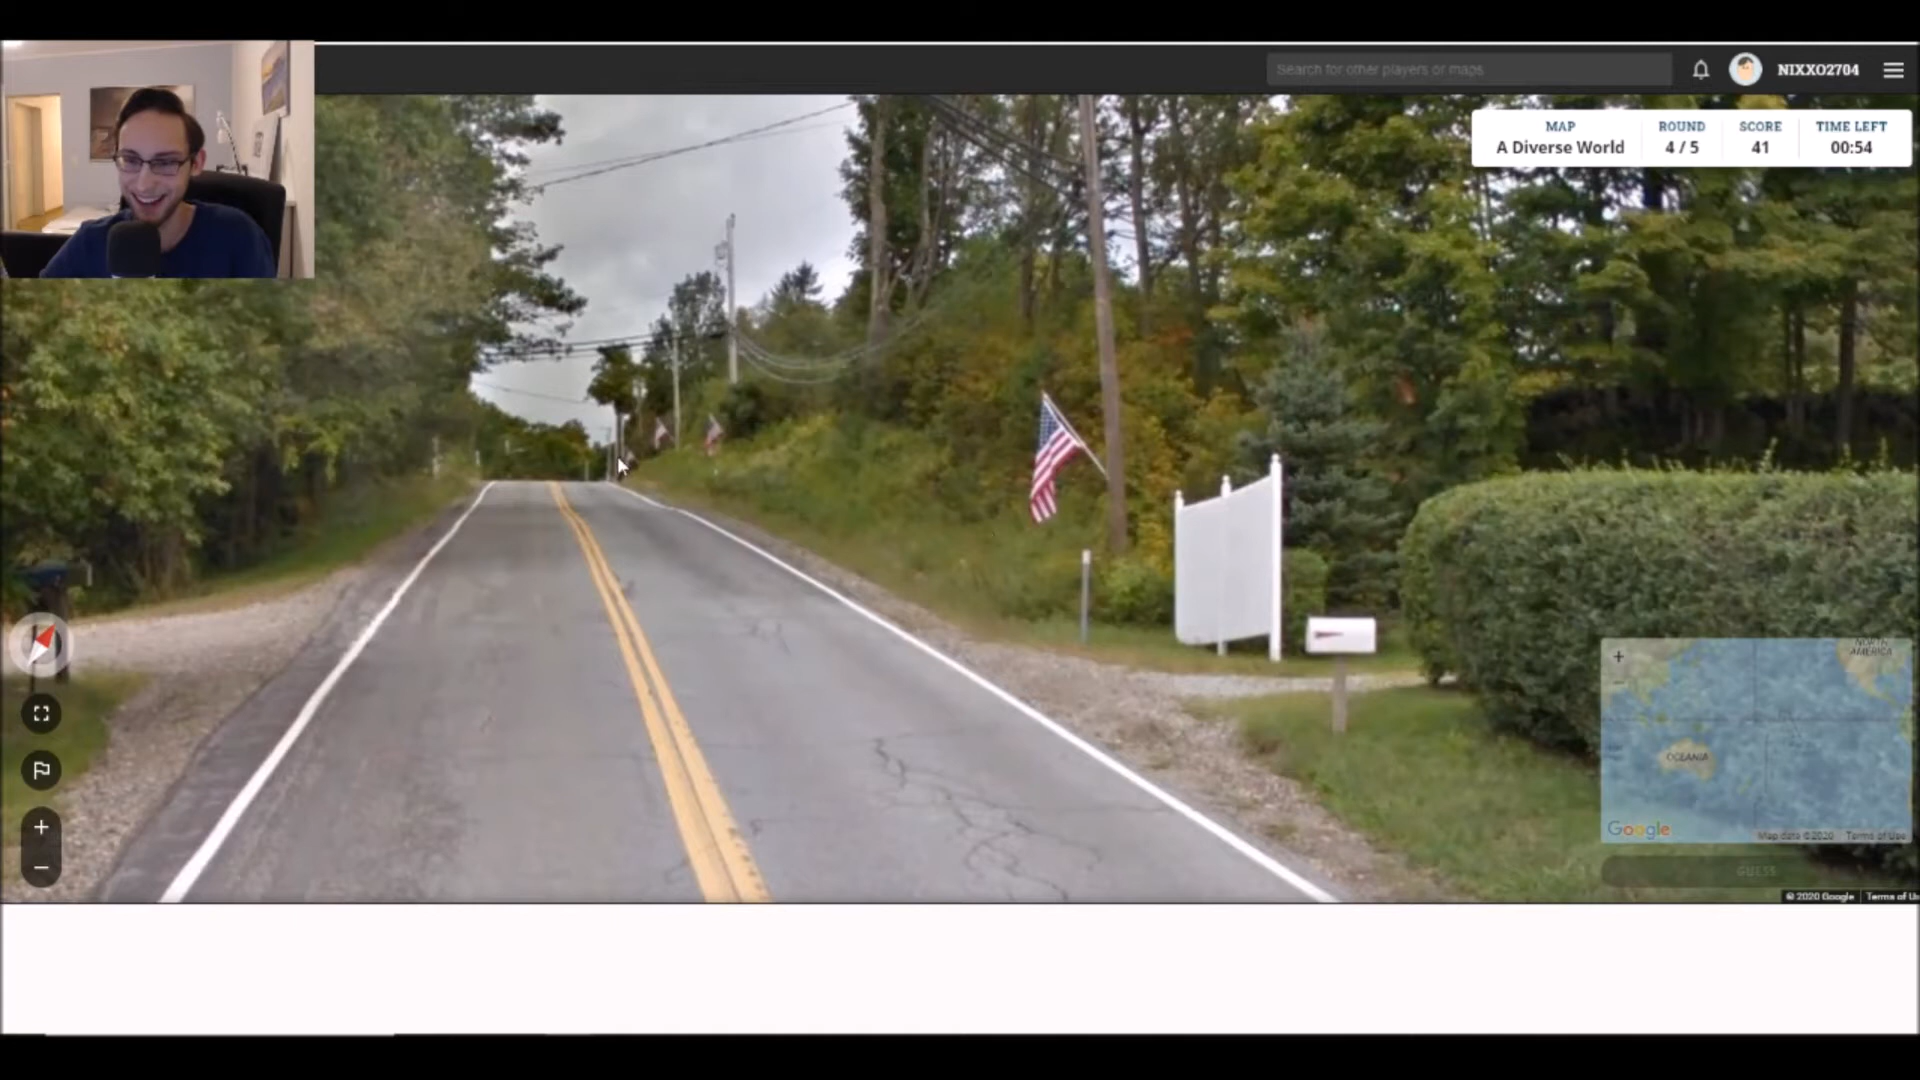 Search for other players or maps
NIXXO2704
MAP ROUND SCORE TIME LEFT
A Diverse World 4 / 5 41 00:54
NORTH
AMERICA
OCEANIA
Google
Map data ©2020 Terms of Use
GUESS
© 2020 Google Terms of Us